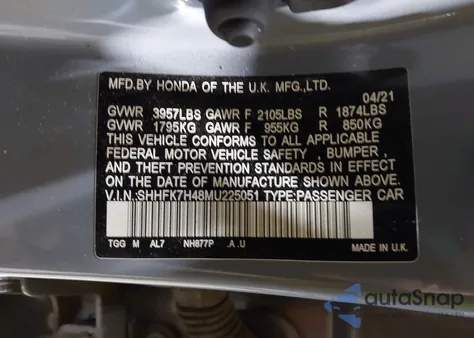 MFD.BY HONDA OF THE U.K. MFG.,LTD.
04/21
GVWR 3957LBS GAWR F 2105LBS R 1874LBS
GVWR 1795KG GAWR F 955KG R 850KG
THIS VEHICLE CONFORMS TO ALL APPLICABLE
FEDERAL MOTOR VEHICLE SAFETY , BUMPER ,
AND THEFT PREVENTION STANDARDS IN EFFECT
ON THE DATE OF MANUFACTURE SHOWN ABOVE.
V.I.N.:SHHFK7H48MU225051 TYPE:PASSENGER CAR
TGG M AL7 NH877P .A .U MADE IN U.K.
autoSnap